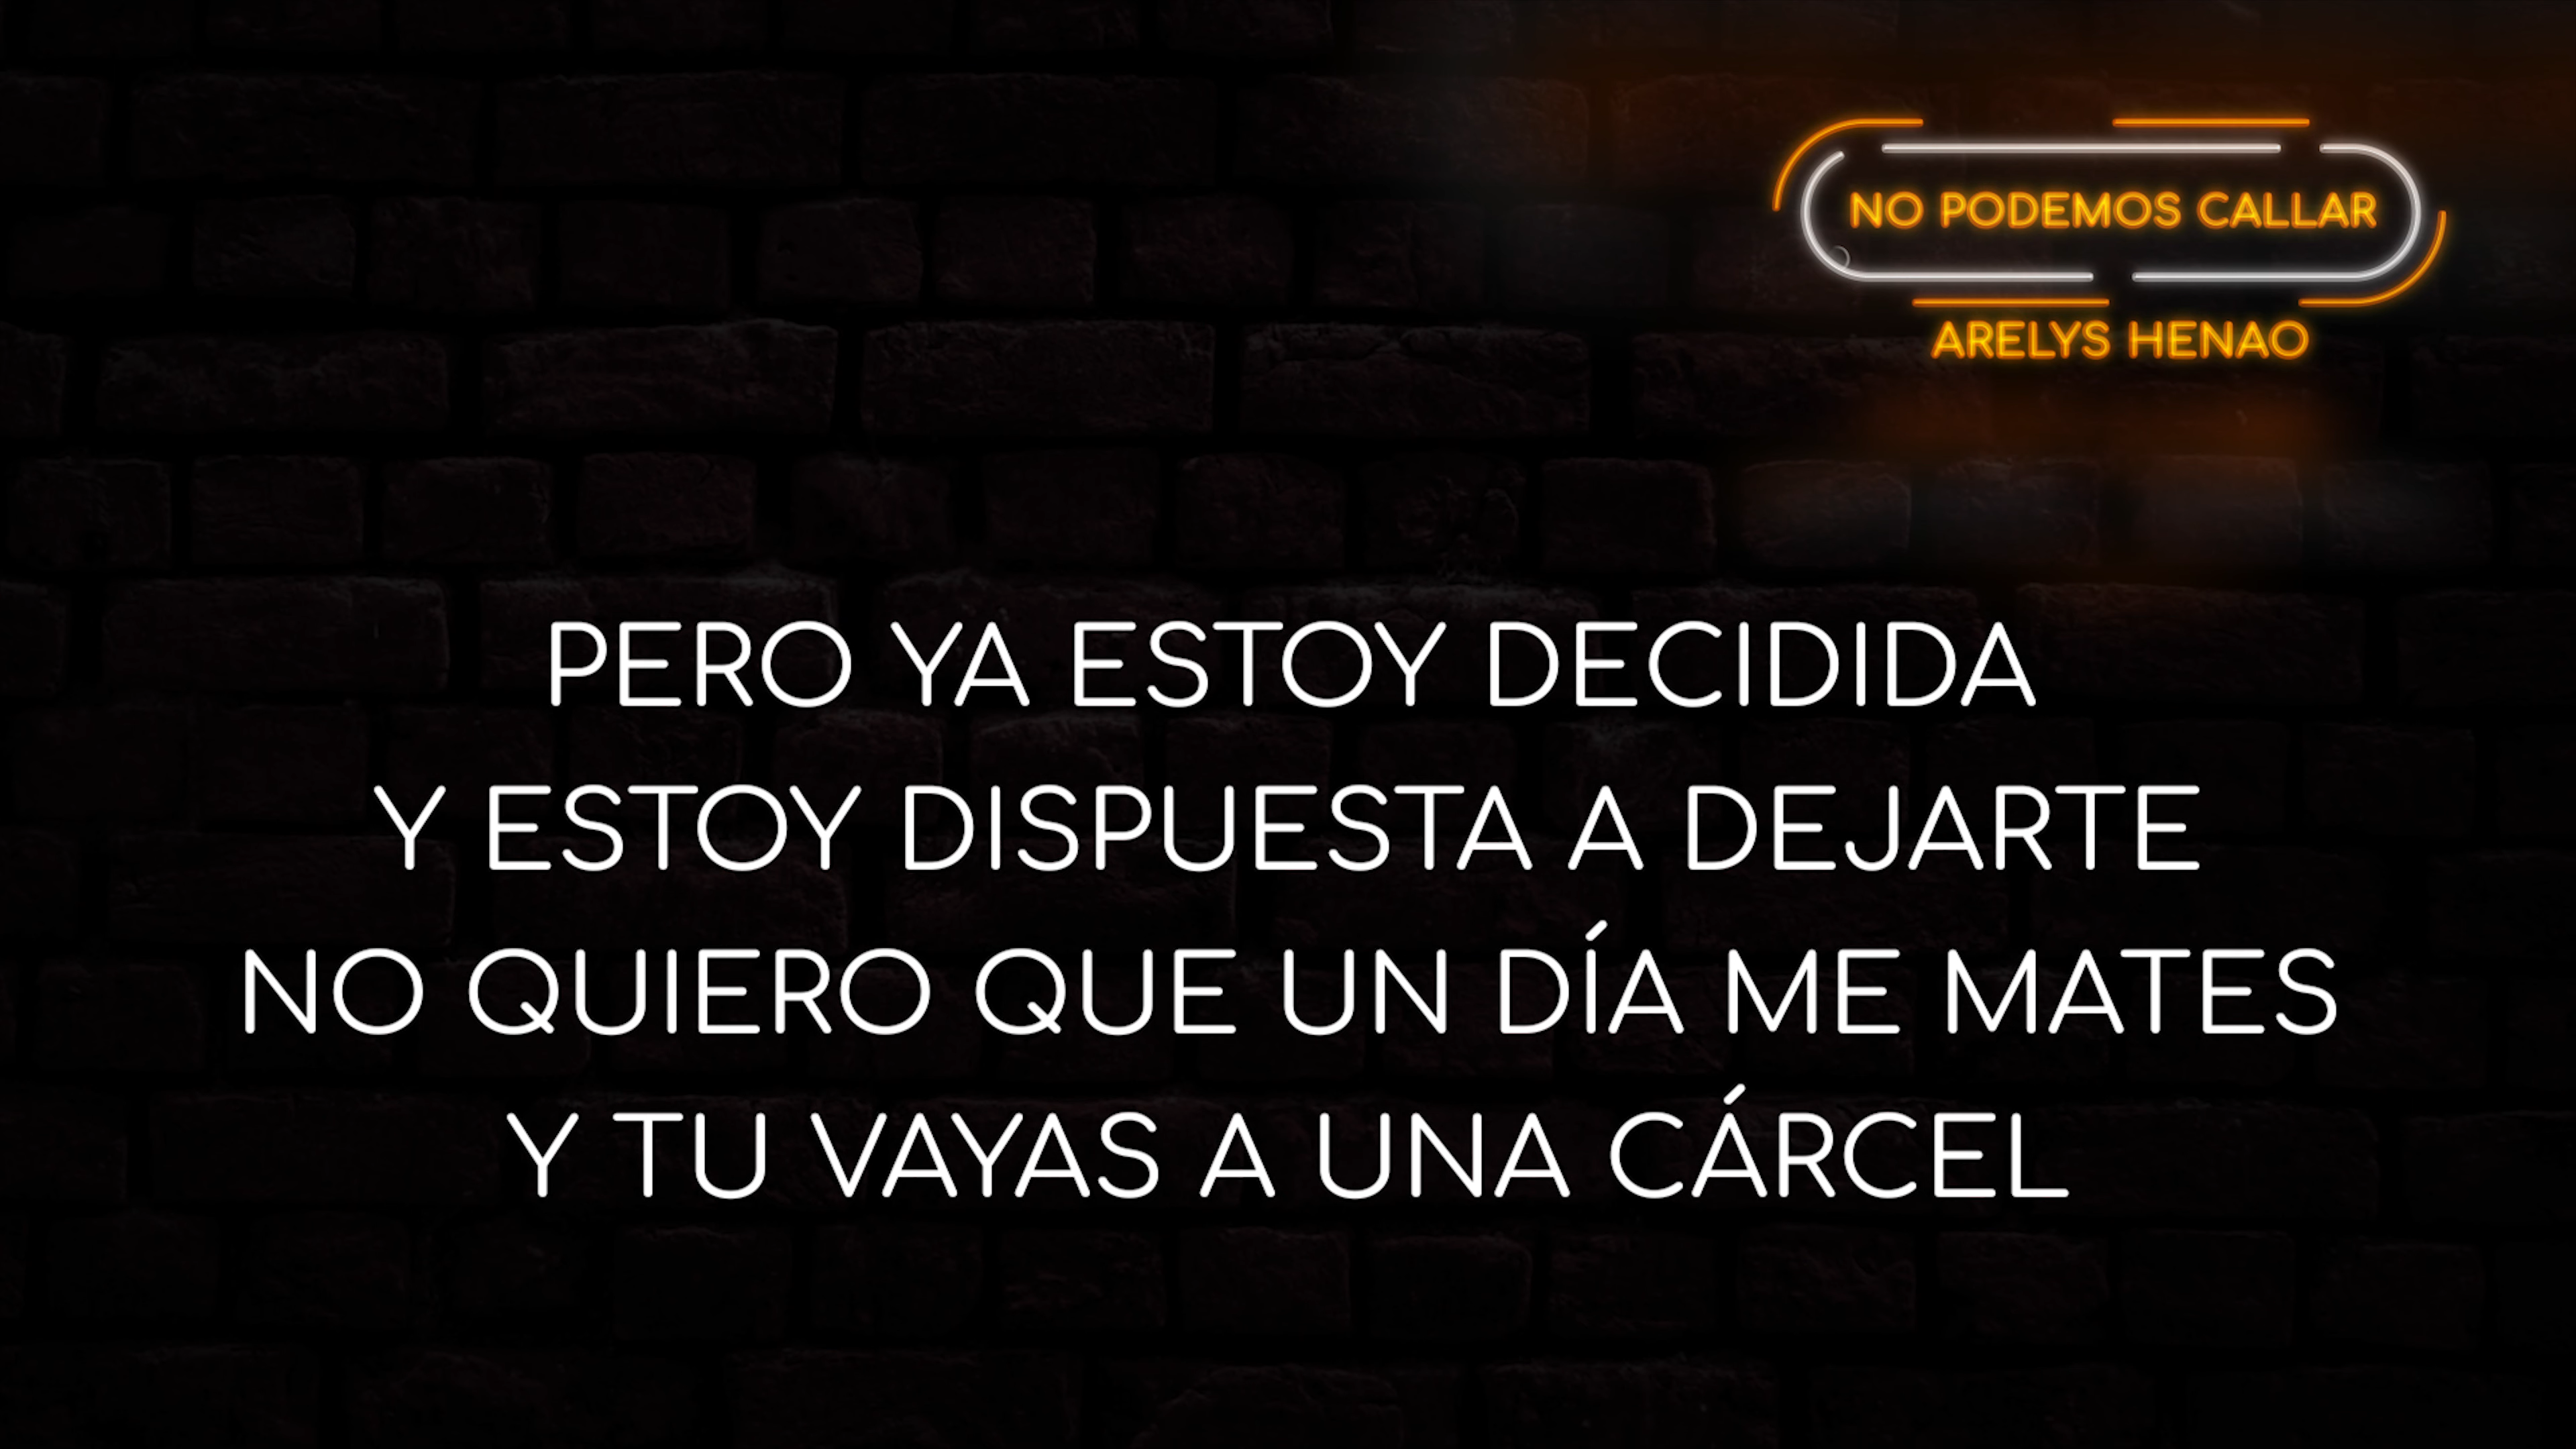 NO PODEMOS CALLAR
ARELYS HENAO
PERO YA ESTOY DECIDIDA
Y ESTOY DISPUESTA A DEJARTE
NO QUIERO QUE UN DÍA ME MATES
Y TU VAYAS A UNA CÁRCEL